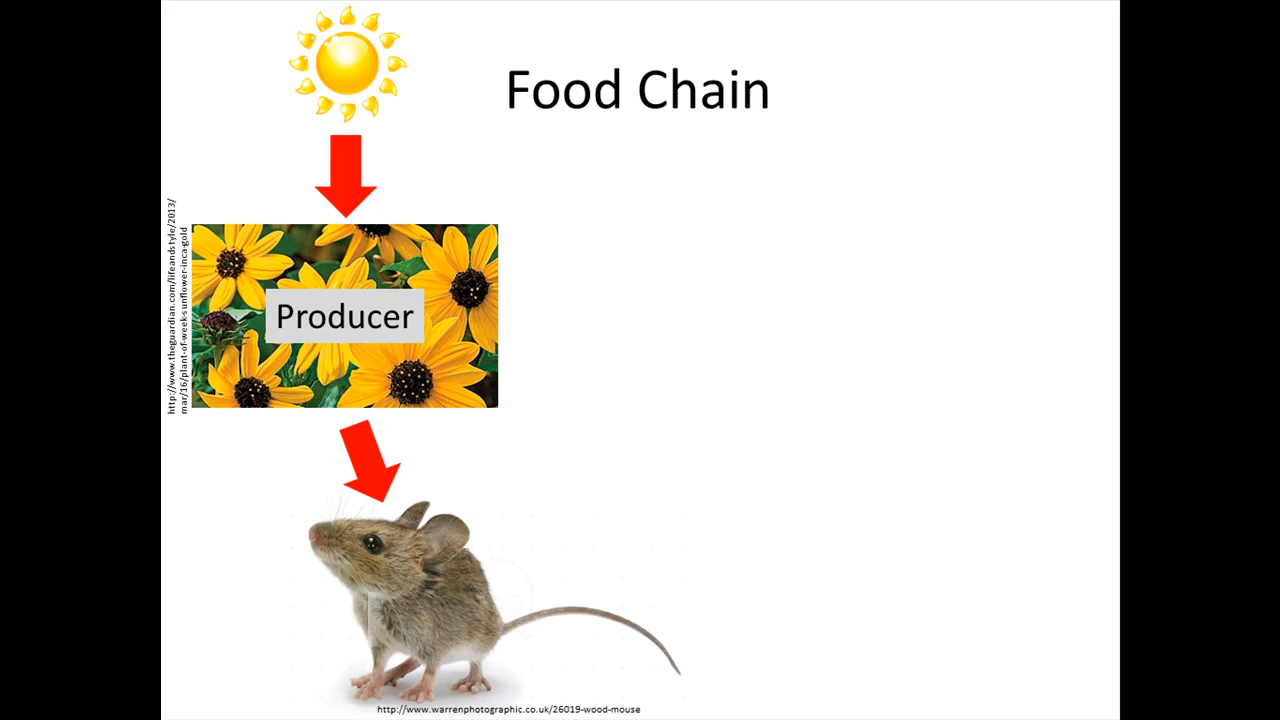 Food Chain
http://www.theguardian.com/lifeandstyle/2013/
mar/16/plant-of-week-sunflower-inca-gold
Producer
http://www.warrenphotographic.co.uk/26019-wood-mouse